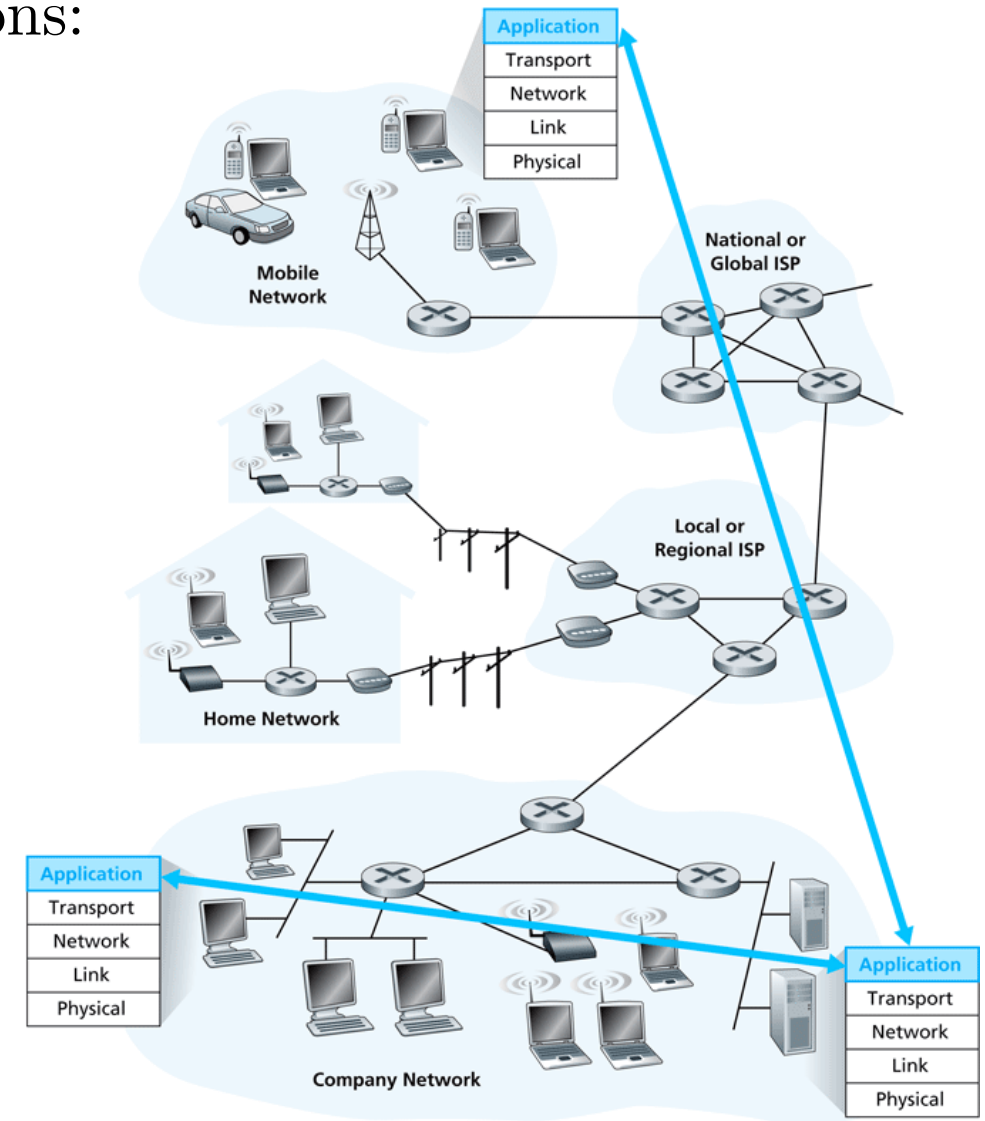 ons:
Application
Transport
Network
Link
Physical
National or
Global ISP
Mobile
Network
Local or
Regional ISP
Home Network
Application
Transport
Network
Link
Physical
Application
Transport
Network
Link
Physical
Company Network